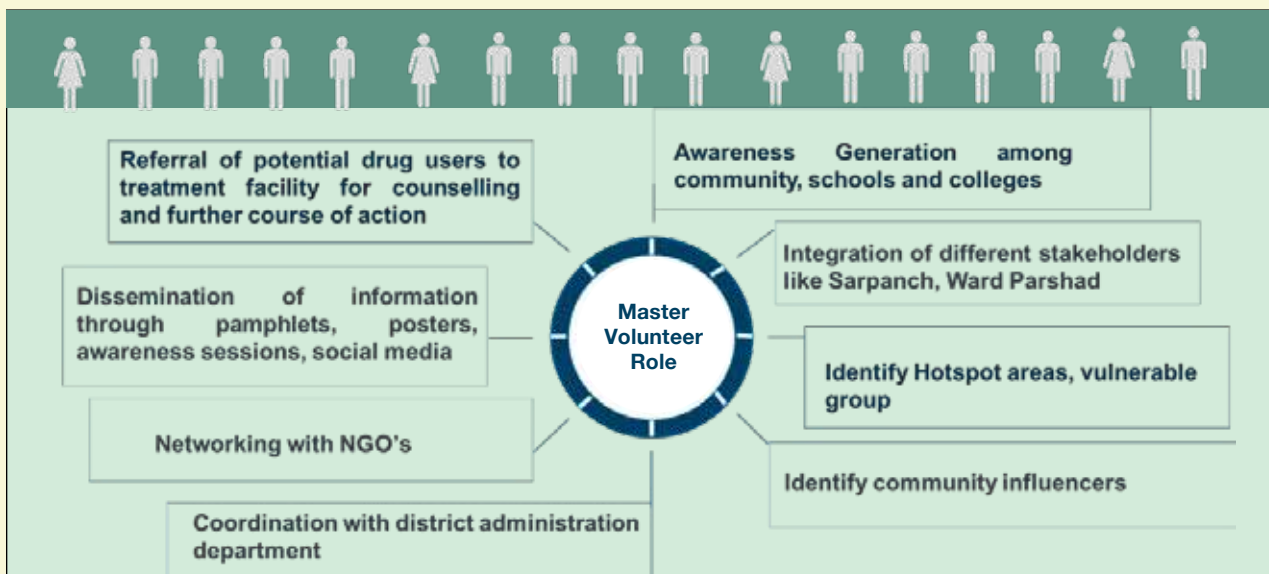 Referral of potential drug users to
treatment facility for counselling
and further course of action
Awareness Generation among
community, schools and colleges
Integration of different stakeholders
like Sarpanch, Ward Parshad
Dissemination of information
through pamphlets, posters,
awareness sessions, social media
Master
Volunteer
Role
Identify Hotspot areas, vulnerable
group
Networking with NGO's
Identify community influencers
Coordination with district administration
department